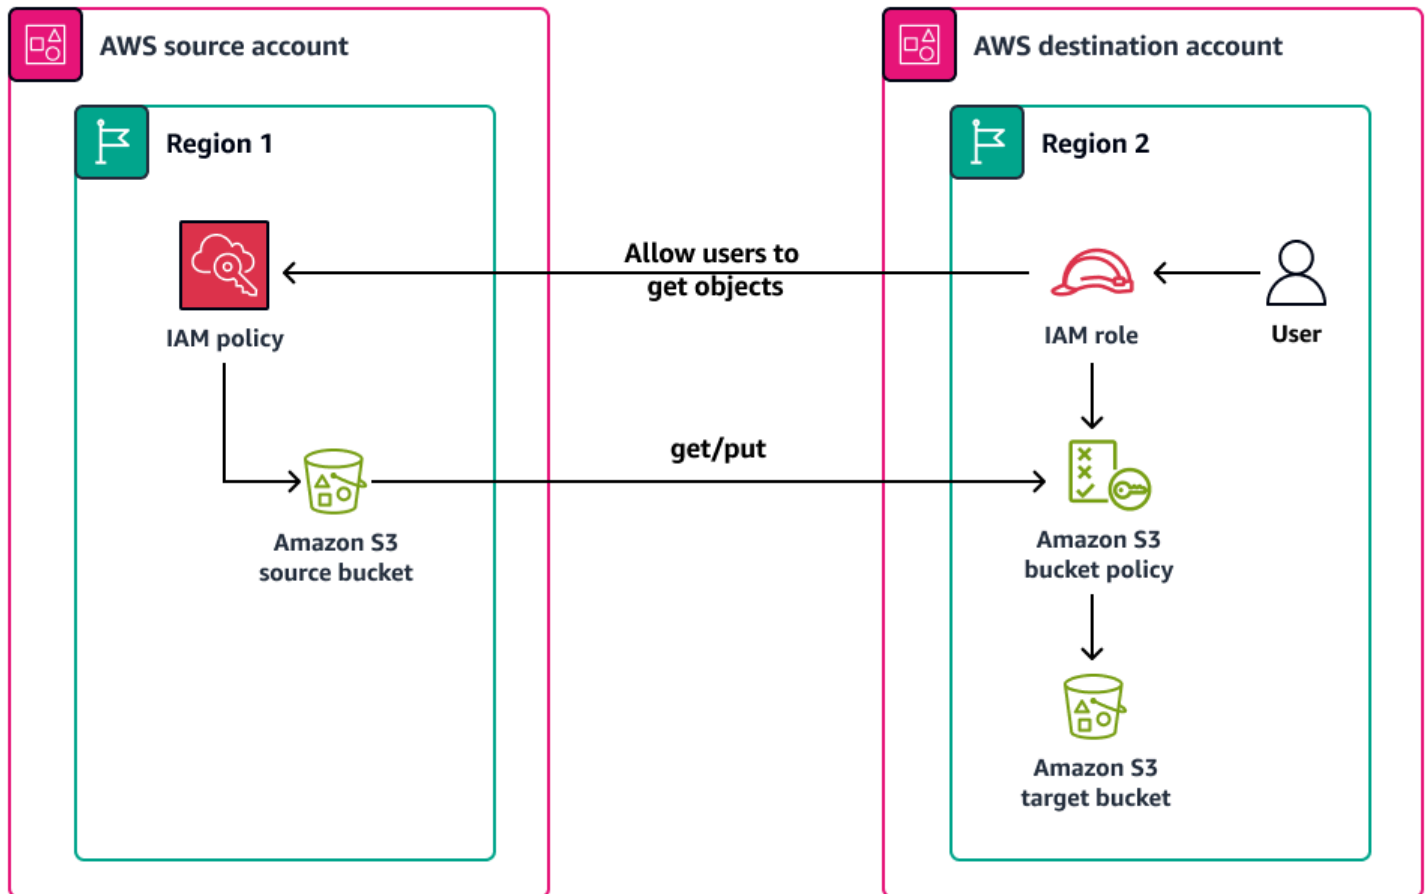 AWS source account
AWS destination account
Region 1
Region 2
Allow users to
get objects
IAM policy
IAM role
User
get/put
Amazon S3
source bucket
Amazon S3
bucket policy
Amazon S3
target bucket